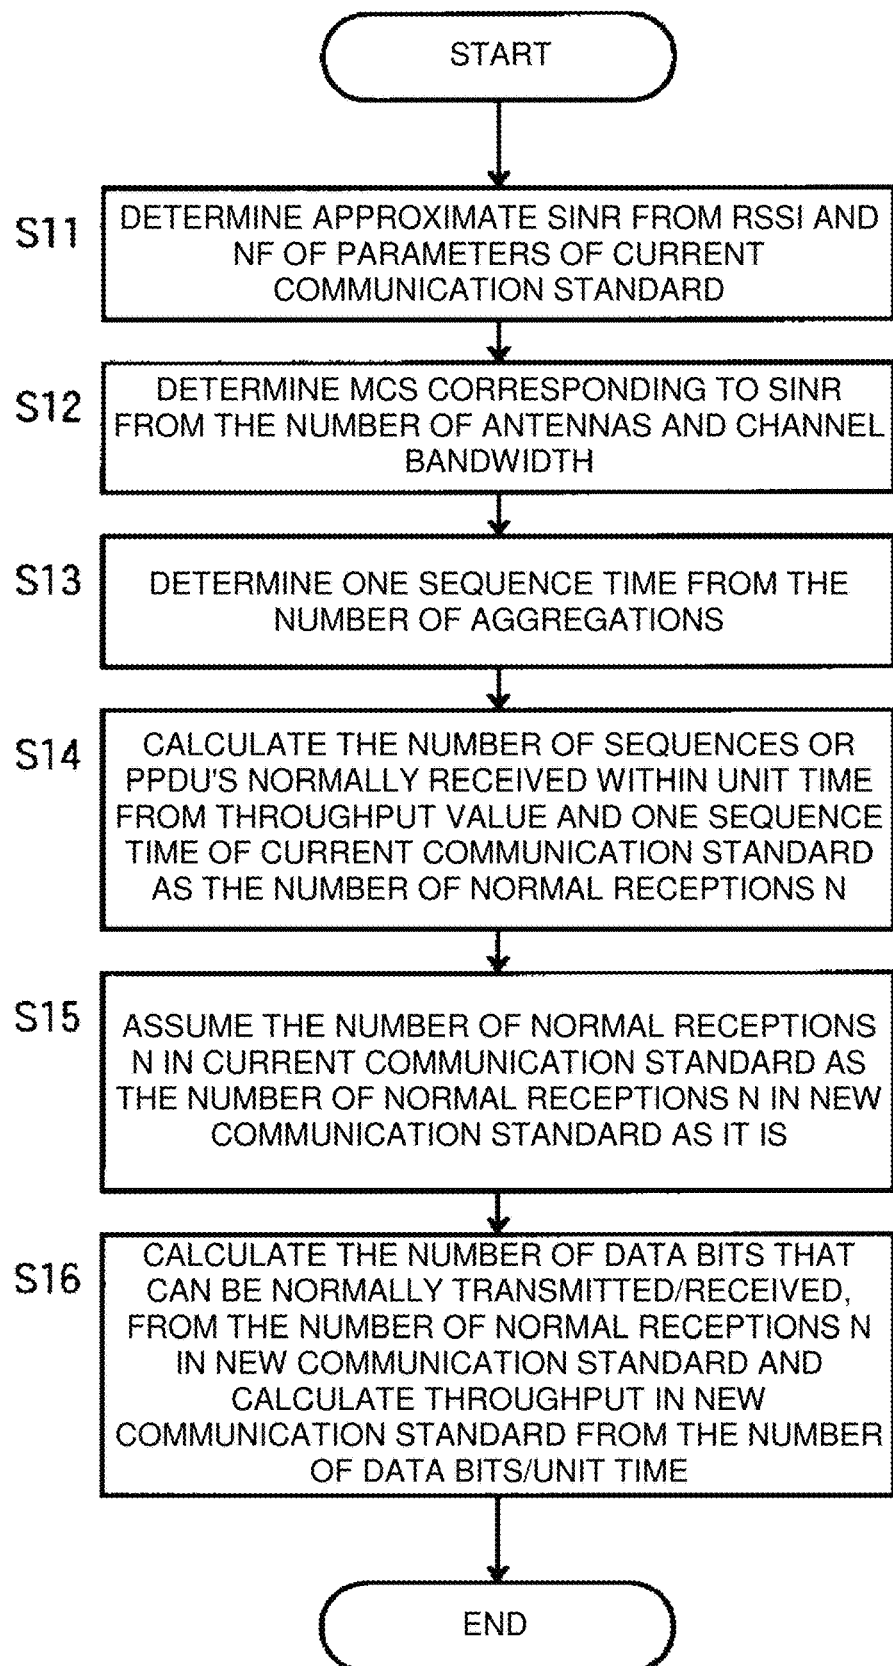 START
S11
DETERMINE APPROXIMATE SINR FROM RSSI AND
NF OF PARAMETERS OF CURRENT
COMMUNICATION STANDARD
S12
DETERMINE MCS CORRESPONDING TO SINR
FROM THE NUMBER OF ANTENNAS AND CHANNEL
BANDWIDTH
S13
DETERMINE ONE SEQUENCE TIME FROM THE
NUMBER OF AGGREGATIONS
S14
CALCULATE THE NUMBER OF SEQUENCES OR
PPDU'S NORMALLY RECEIVED WITHIN UNIT TIME
FROM THROUGHPUT VALUE AND ONE SEQUENCE
TIME OF CURRENT COMMUNICATION STANDARD
AS THE NUMBER OF NORMAL RECEPTIONS N
S15
ASSUME THE NUMBER OF NORMAL RECEPTIONS
N IN CURRENT COMMUNICATION STANDARD AS
THE NUMBER OF NORMAL RECEPTIONS N IN NEW
COMMUNICATION STANDARD AS IT IS
S16
CALCULATE THE NUMBER OF DATA BITS THAT
CAN BE NORMALLY TRANSMITTED/RECEIVED,
FROM THE NUMBER OF NORMAL RECEPTIONS N
IN NEW COMMUNICATION STANDARD AND
CALCULATE THROUGHPUT IN NEW
COMMUNICATION STANDARD FROM THE NUMBER
OF DATA BITS/UNIT TIME
END